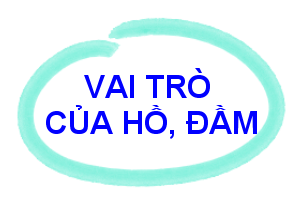 VAI TRÒ
CỦA HỒ, ĐẦM